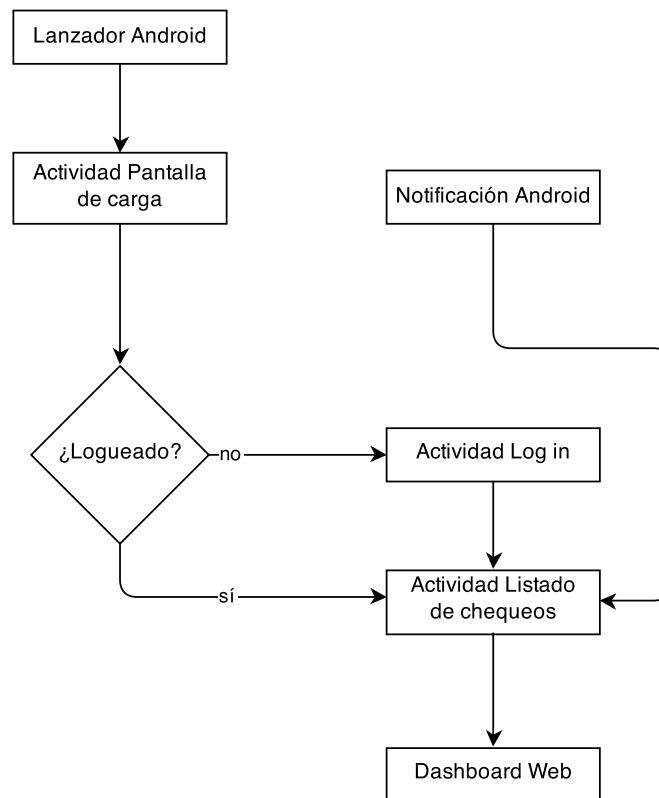 Lanzador Android
Actividad Pantalla
de carga
Notificación Android
¿Logueado?
no
Actividad Log in
sí
Actividad Listado
de chequeos
Dashboard Web